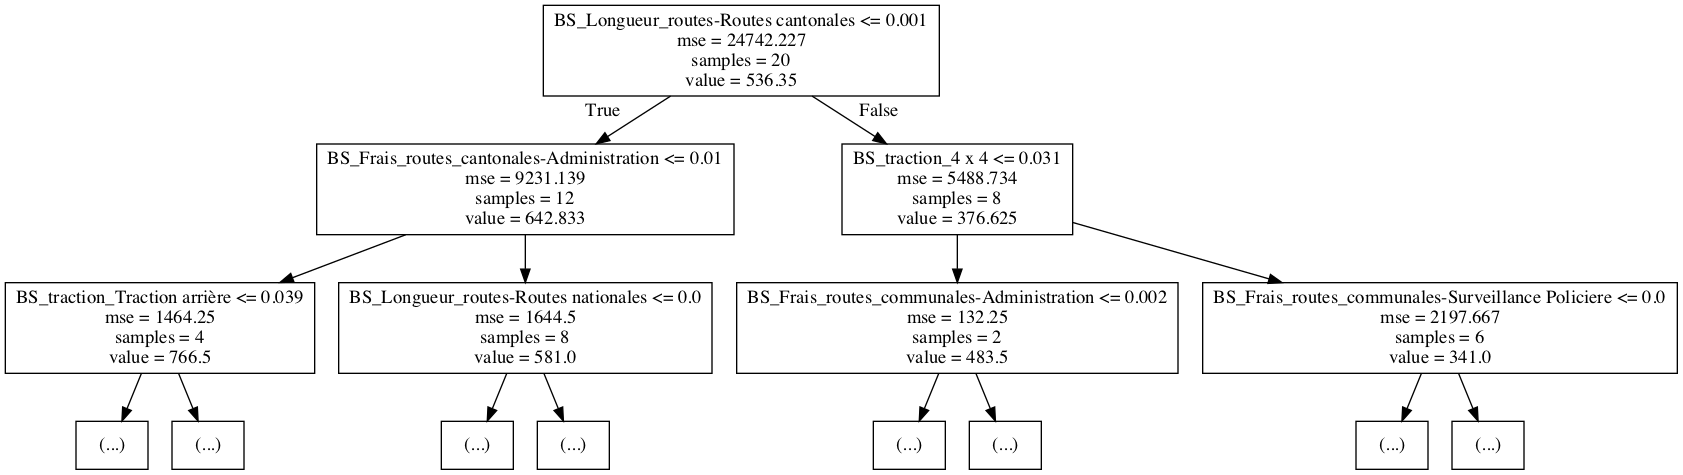 BS_Longueur_routes-Routes cantonales <= 0.001
mse = 24742.227
samples = 20
value = 536.35
True
False
BS_Frais_routes_cantonales-Administration <= 0.01
mse = 9231.139
samples = 12
value = 642.833
BS_traction_4 x 4 <= 0.031
mse = 5488.734
samples = 8
value = 376.625
BS_traction_Traction arrière <= 0.039
mse = 1464.25
samples = 4
value = 766.5
BS_Longueur_routes-Routes nationales <= 0.0
mse = 1644.5
samples = 8
value = 581.0
BS_Frais_routes_communales-Administration <= 0.002
mse = 132.25
samples = 2
value = 483.5
BS_Frais_routes_communales-Surveillance Policiere <= 0.0
mse = 2197.667
samples = 6
value = 341.0
(...)
(...)
(...)
(...)
(...)
(...)
(...)
(...)